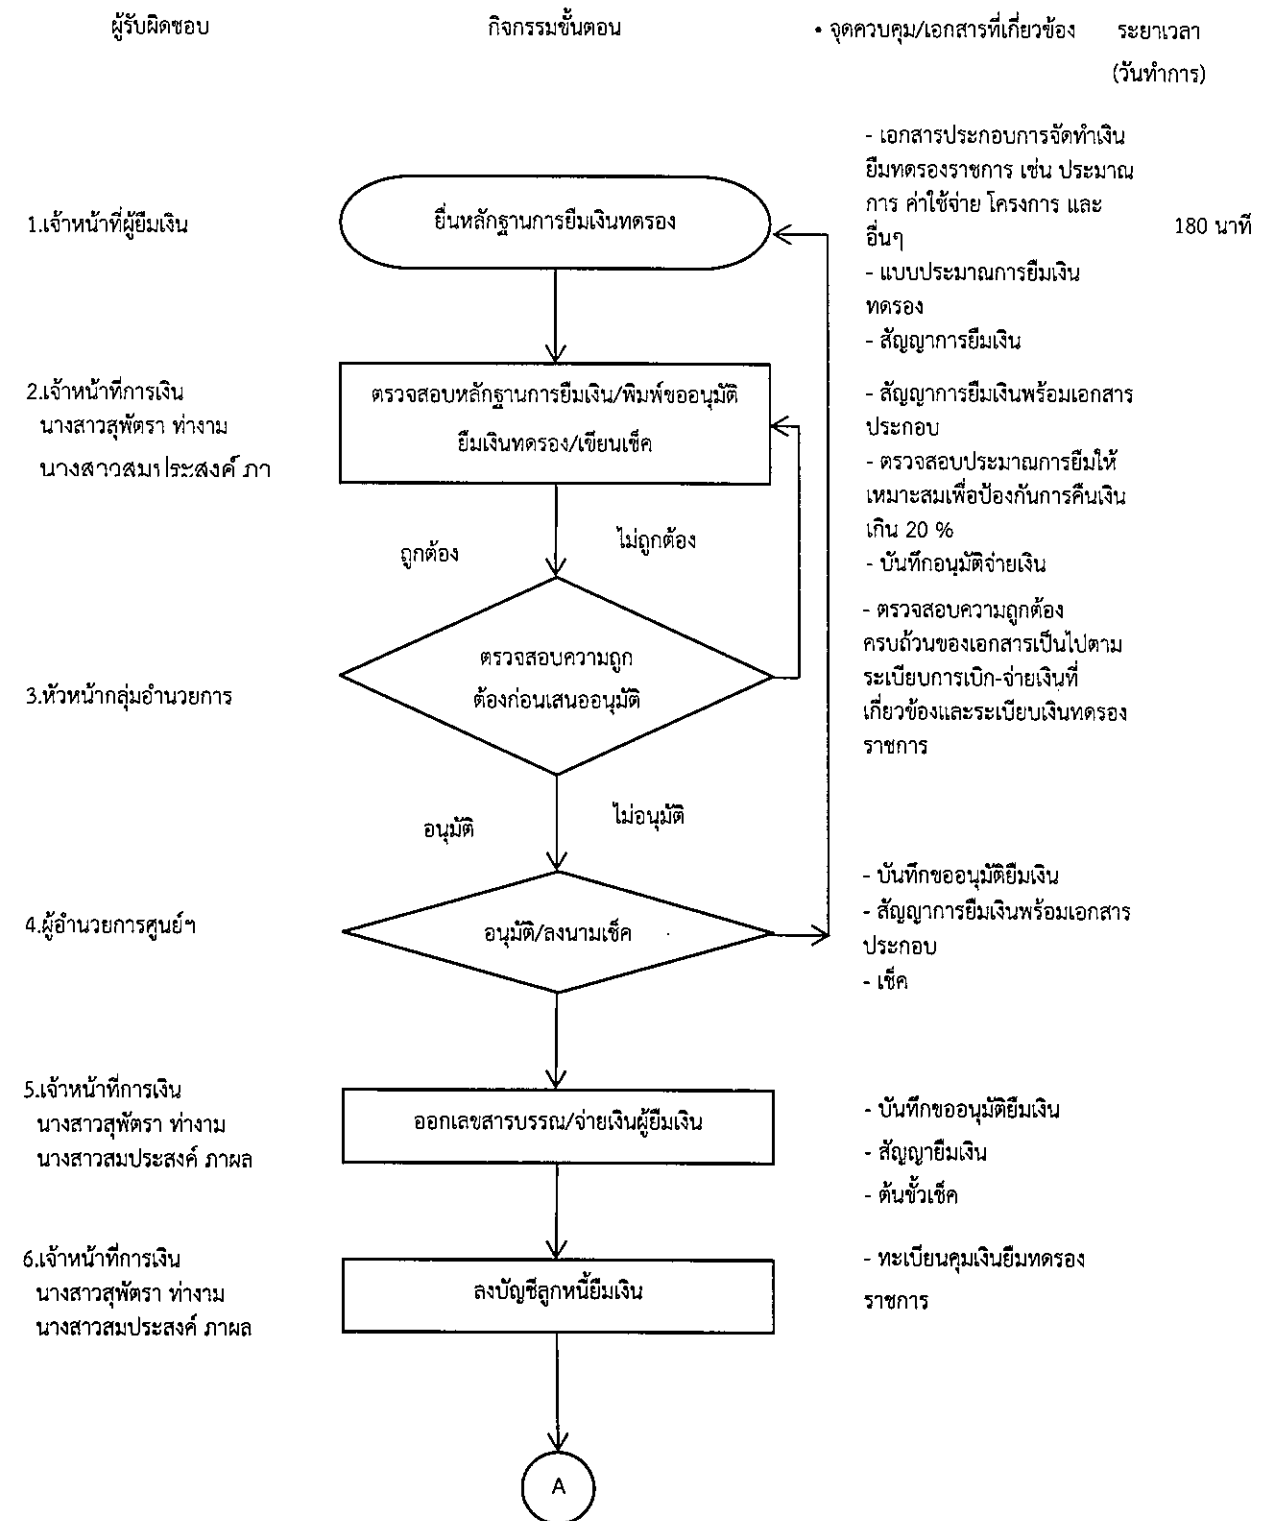 ผู้รับผิดชอบ
กิจกรรมขั้นตอน
• จุดควบคุม/เอกสารที่เกี่ยวข้อง
ระยาเวลา
(วันทำการ)
1.เจ้าหน้าที่ผู้ยืมเงิน
ยื่นหลักฐานการยืมเงินทดรอง
- เอกสารประกอบการจัดทำเงิน
ยืมทดรองราชการ เช่น ประมาณ
การ ค่าใช้จ่าย โครงการ และ
อื่นๆ
- แบบประมาณการยืมเงิน
ทดรอง
- สัญญาการยืมเงิน
180 นาที
2.เจ้าหน้าที่การเงิน
นางสาวสุพัตรา ท่างาม
นางสาวสมประสงค์ ภา
ตรวจสอบหลักฐานการยืมเงิน/พิมพ์ขออนุมัติ
ยืมเงินทดรอง/เขียนเช็ค
- สัญญาการยืมเงินพร้อมเอกสาร
ประกอบ
- ตรวจสอบประมาณการยืมให้
เหมาะสมเพื่อป้องกันการคืนเงิน
เกิน 20 %
- บันทึกอนุมัติจ่ายเงิน
ถูกต้อง
ไม่ถูกต้อง
3.หัวหน้ากลุ่มอำนวยการ
ตรวจสอบความถูก
ต้องก่อนเสนออนุมัติ
- ตรวจสอบความถูกต้อง
ครบถ้วนของเอกสารเป็นไปตาม
ระเบียบการเบิก-จ่ายเงินที่
เกี่ยวข้องและระเบียบเงินทดรอง
ราชการ
อนุมัติ
ไม่อนุมัติ
4.ผู้อำนวยการศูนย์ฯ
อนุมัติ/ลงนามเช็ค
- บันทึกขออนุมัติยืมเงิน
- สัญญาการยืมเงินพร้อมเอกสาร
ประกอบ
- เช็ค
5.เจ้าหน้าที่การเงิน
นางสาวสุพัตรา ท่างาม
นางสาวสมประสงค์ ภาผล
ออกเลขสารบรรณ/จ่ายเงินผู้ยืมเงิน
- บันทึกขออนุมัติยืมเงิน
- สัญญายืมเงิน
- ต้นขั้วเช็ค
6.เจ้าหน้าที่การเงิน
นางสาวสุพัตรา ท่างาม
นางสาวสมประสงค์ ภาผล
ลงบัญชีลูกหนี้ยืมเงิน
- ทะเบียนคุมเงินยืมทดรอง
ราชการ
A